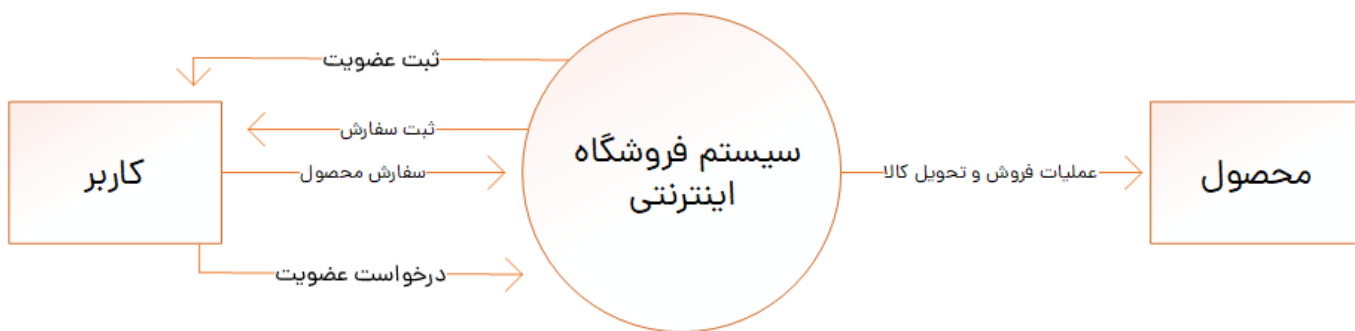 ثبت عضویت
ثبت سفارش
سفارش محصول
درخواست عضویت
کاربر
سیستم فروشگاه
اینترنتی
عملیات فروش و تحویل کالا
محصول